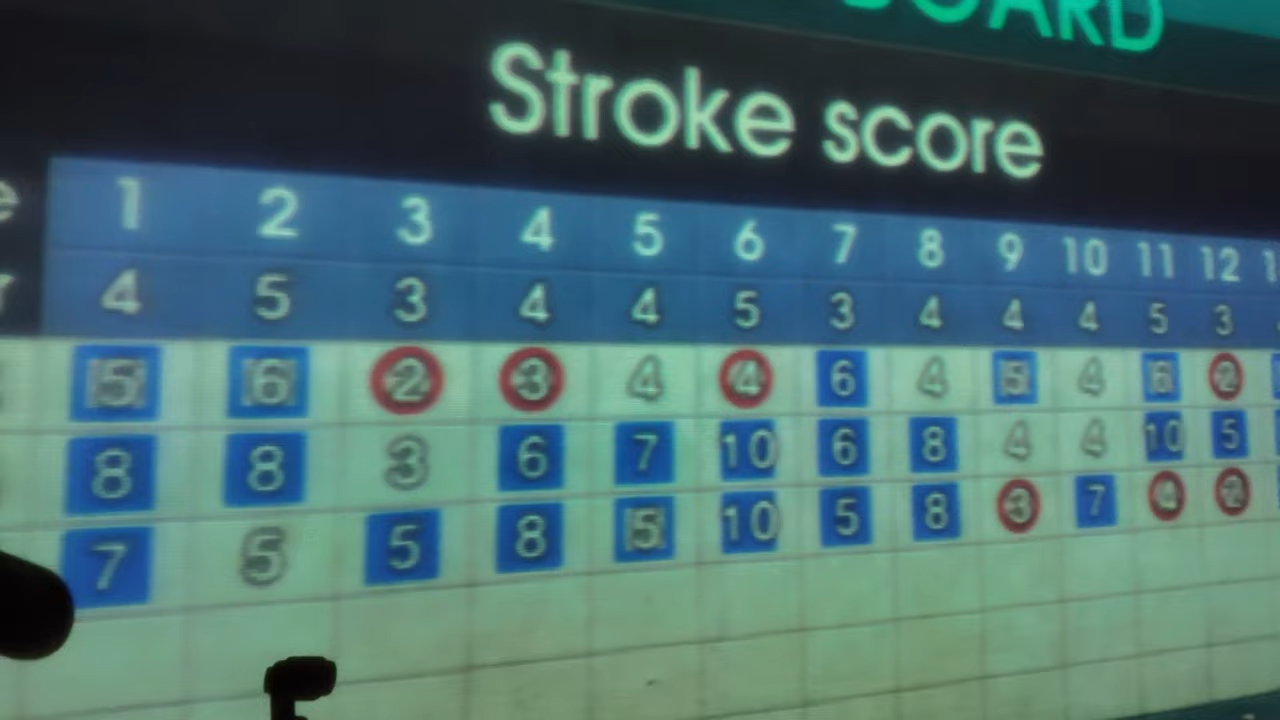 BOARD
Stroke score
e 1 2 3 4 5 6 7 8 9 10 11 12 1
r 4 5 3 4 4 5 3 4 4 4 5 3
5 6 2 3 4 4 6 4 5 4 6 2
8 8 3 6 7 10 6 8 4 4 10 5
7 5 5 8 5 10 5 8 3 7 4 2